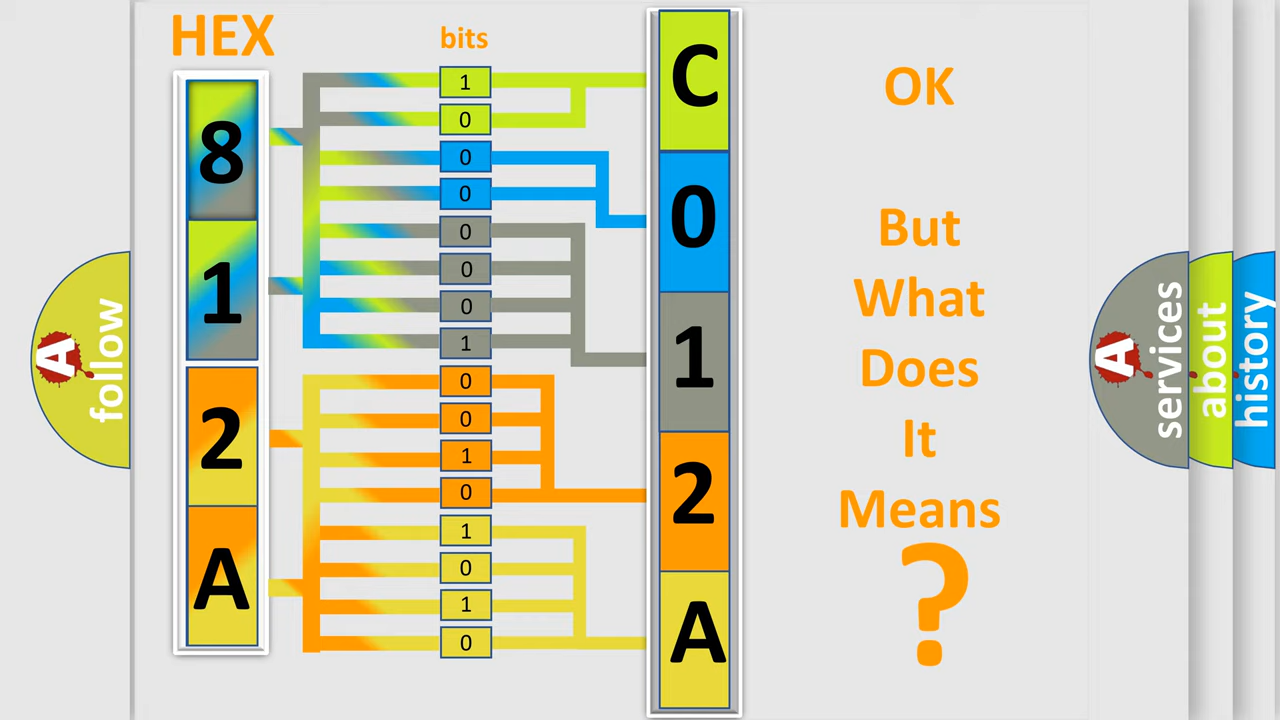 HEX
bits
8
1
2
A
1
0
0
0
0
0
0
1
0
0
1
0
1
0
1
0
C
0
1
2
A
OK
But
What
Does
It
Means
?
A
follow
A
services
about
history